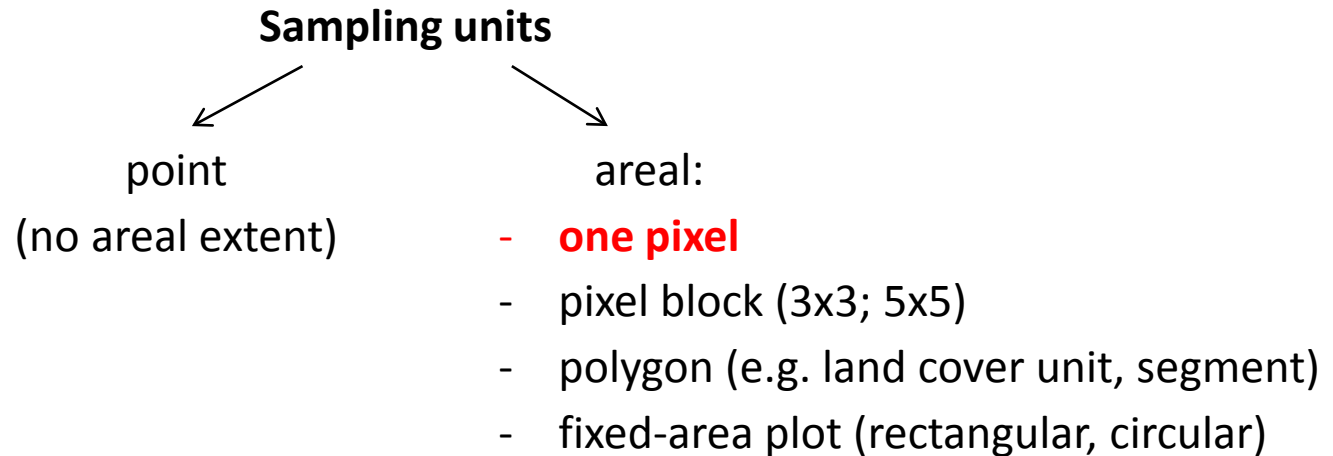 Sampling units
point
areal:
(no areal extent)
- one pixel
- pixel block (3x3; 5x5)
- polygon (e.g. land cover unit, segment)
- fixed-area plot (rectangular, circular)